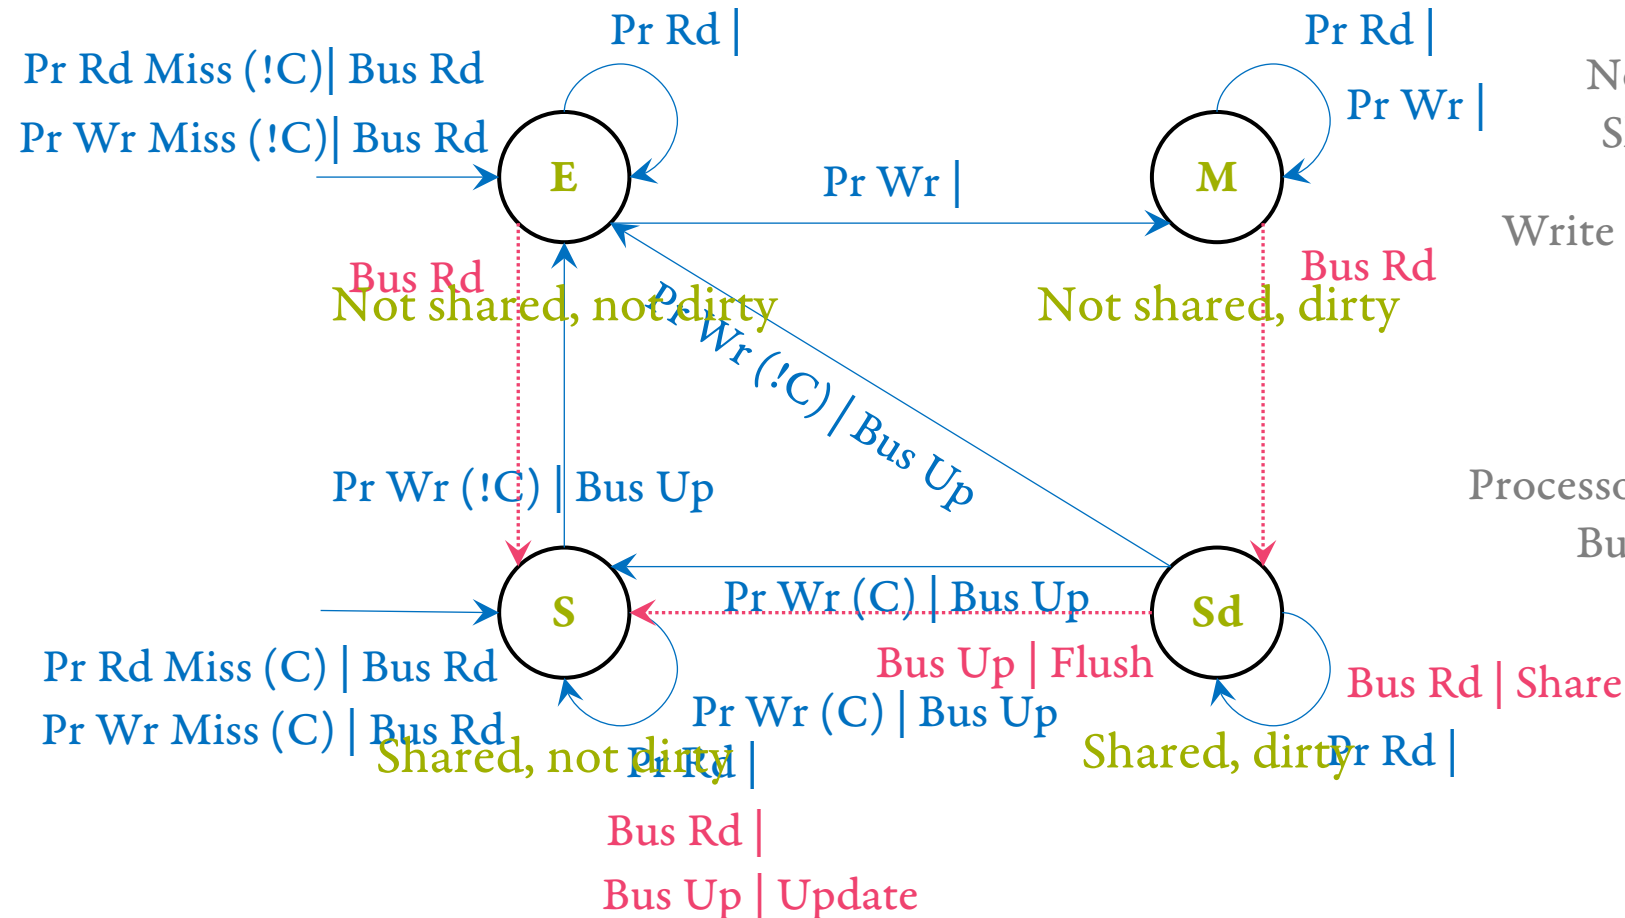 Pr Rd |
Pr Rd |
Pr Rd Miss (!C)| Bus Rd
Pr Wr |
Pr Wr Miss (!C)| Bus Rd
E
M
Pr Wr |
Write
Bus Rd
Bus Rd
Not shared, not dirty
Not shared, dirty
Pr Wr (!C) | Bus Up
Pr Wr (!C) | Bus Up
S
Sd
Pr Wr (C) | Bus Up
Bus Up | Flush
Pr Rd Miss (C) | Bus Rd
Bus Rd | Share
Pr Wr (C) | Bus Up
Pr Wr Miss (C) | Bus Rd
Shared, not dirty
Pr Rd |
Shared, dirty
Pr Rd |
Bus Rd |
Bus Up | Update